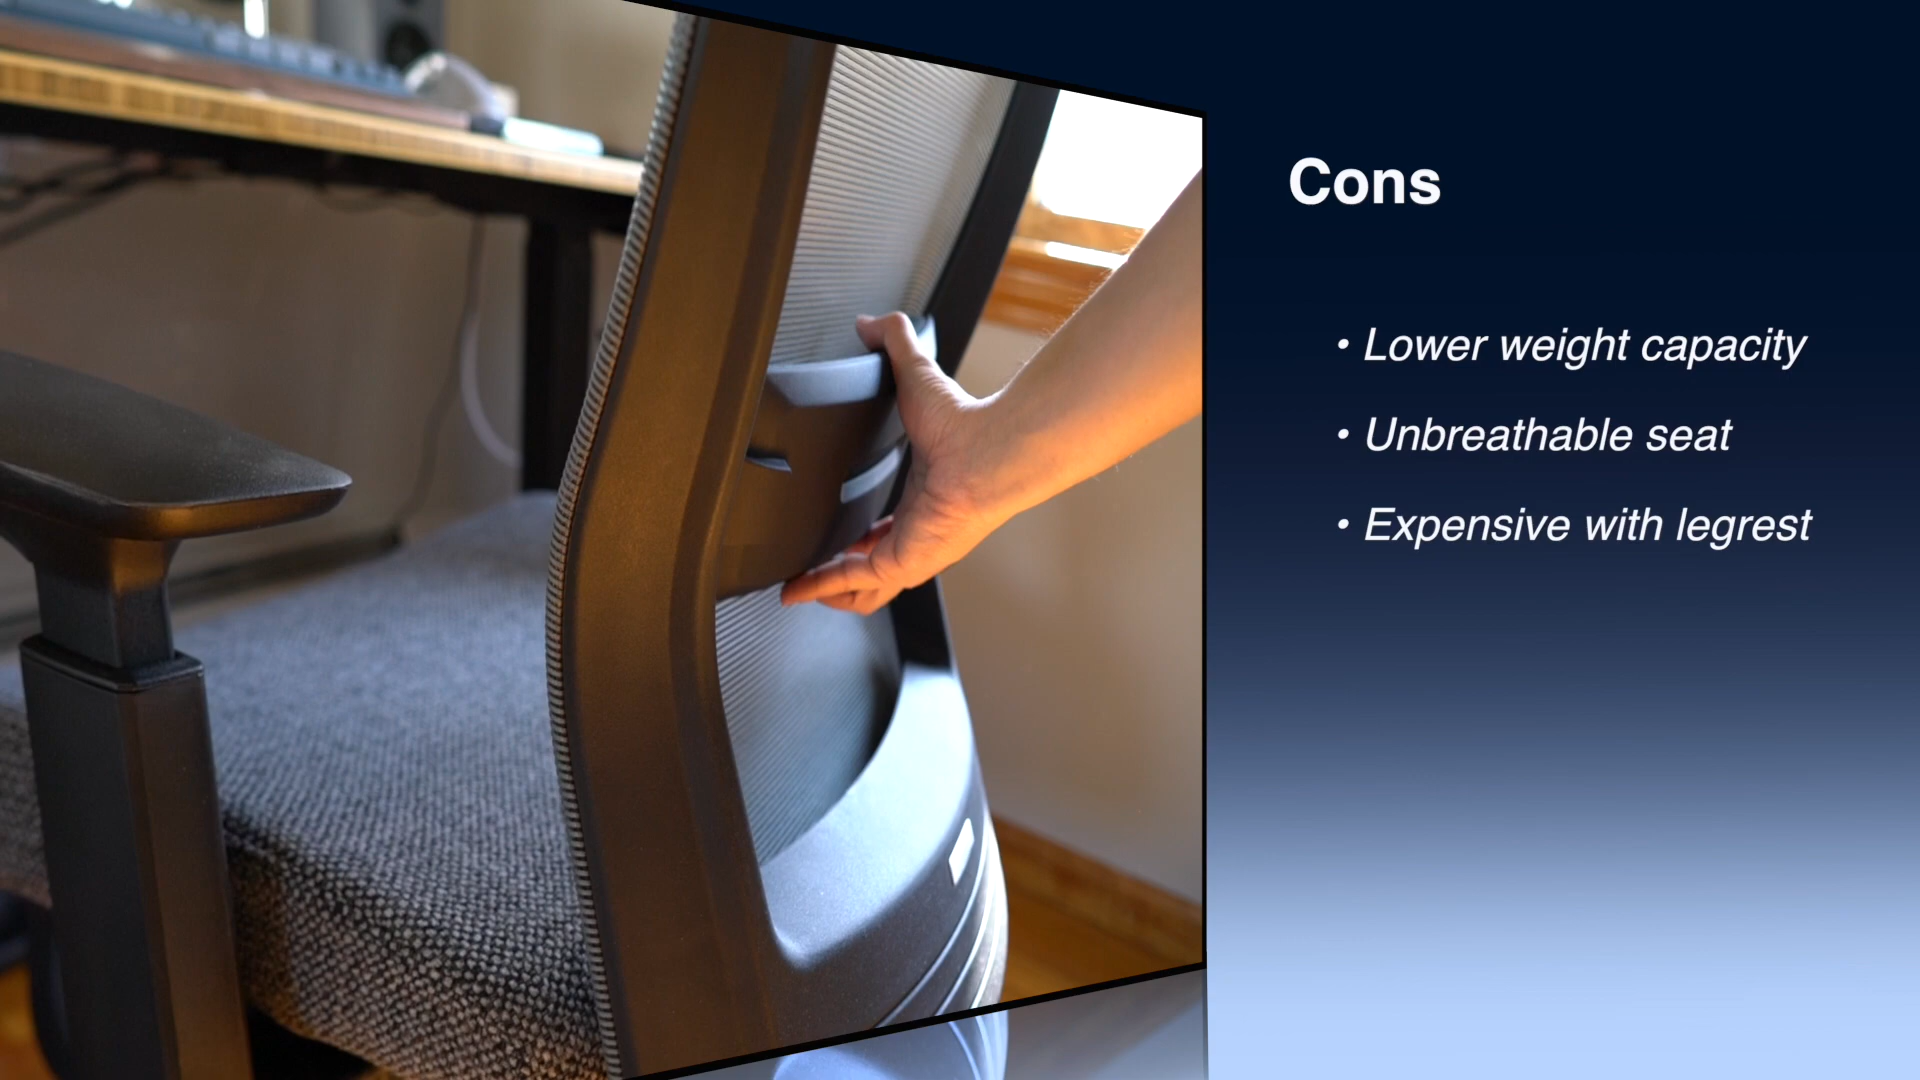 Cons
• Lower weight capacity
• Unbreathable seat
• Expensive with legrest